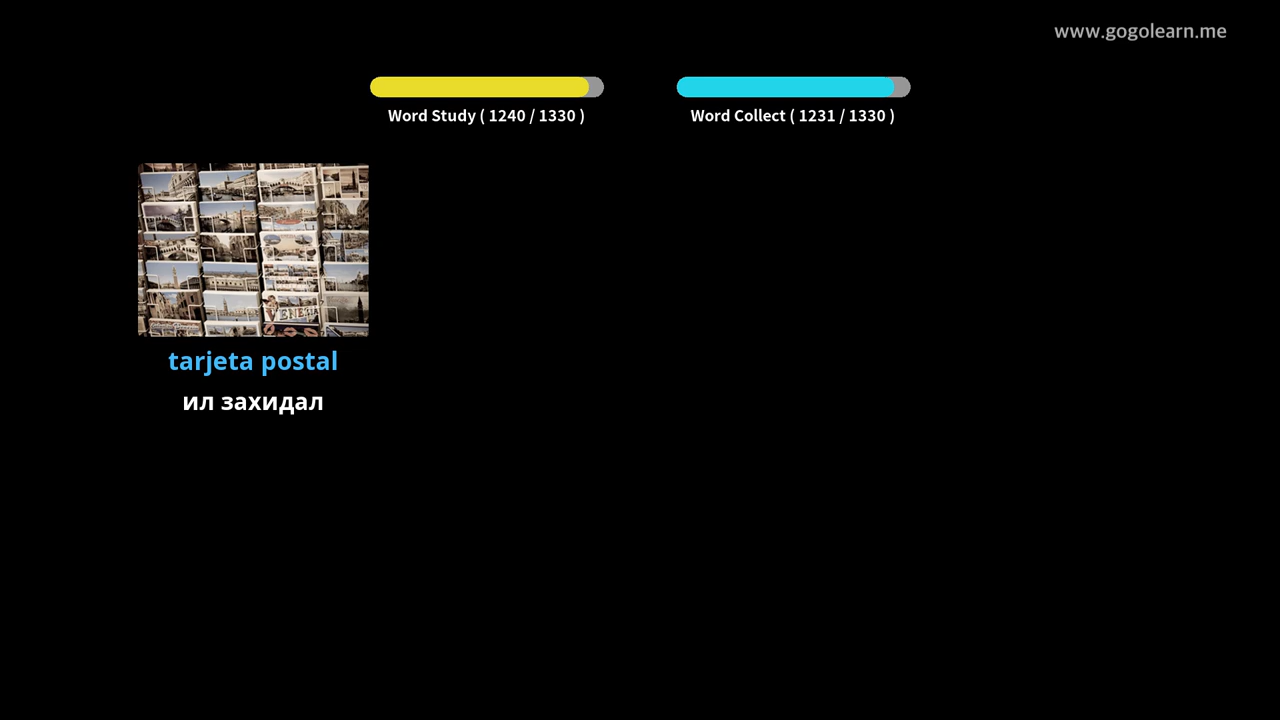 www.gogolearn.me
Word Study ( 1240 / 1330 )
Word Collect ( 1231 / 1330 )
tarjeta postal
ил захидал